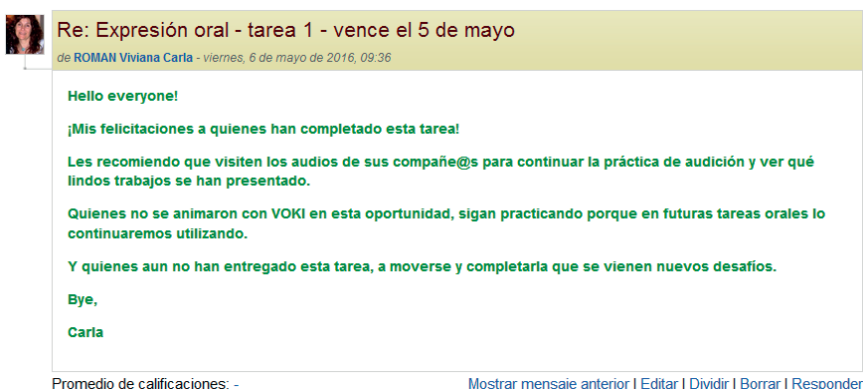 Re: Expresión oral - tarea 1 - vence el 5 de mayo
de ROMAN Viviana Carla - viernes, 6 de mayo de 2016, 09:36
Hello everyone!
¡Mis felicitaciones a quienes han completado esta tarea!
Les recomiendo que visiten los audios de sus compañe@s para continuar la práctica de audición y ver qué
lindos trabajos se han presentado.
Quienes no se animaron con VOKI en esta oportunidad, sigan practicando porque en futuras tareas orales lo
continuaremos utilizando.
Y quienes aun no han entregado esta tarea, a moverse y completarla que se vienen nuevos desafíos.
Bye,
Carla
Promedio de calificaciones: - Mostrar mensaje anterior | Editar | Dividir | Borrar | Responder